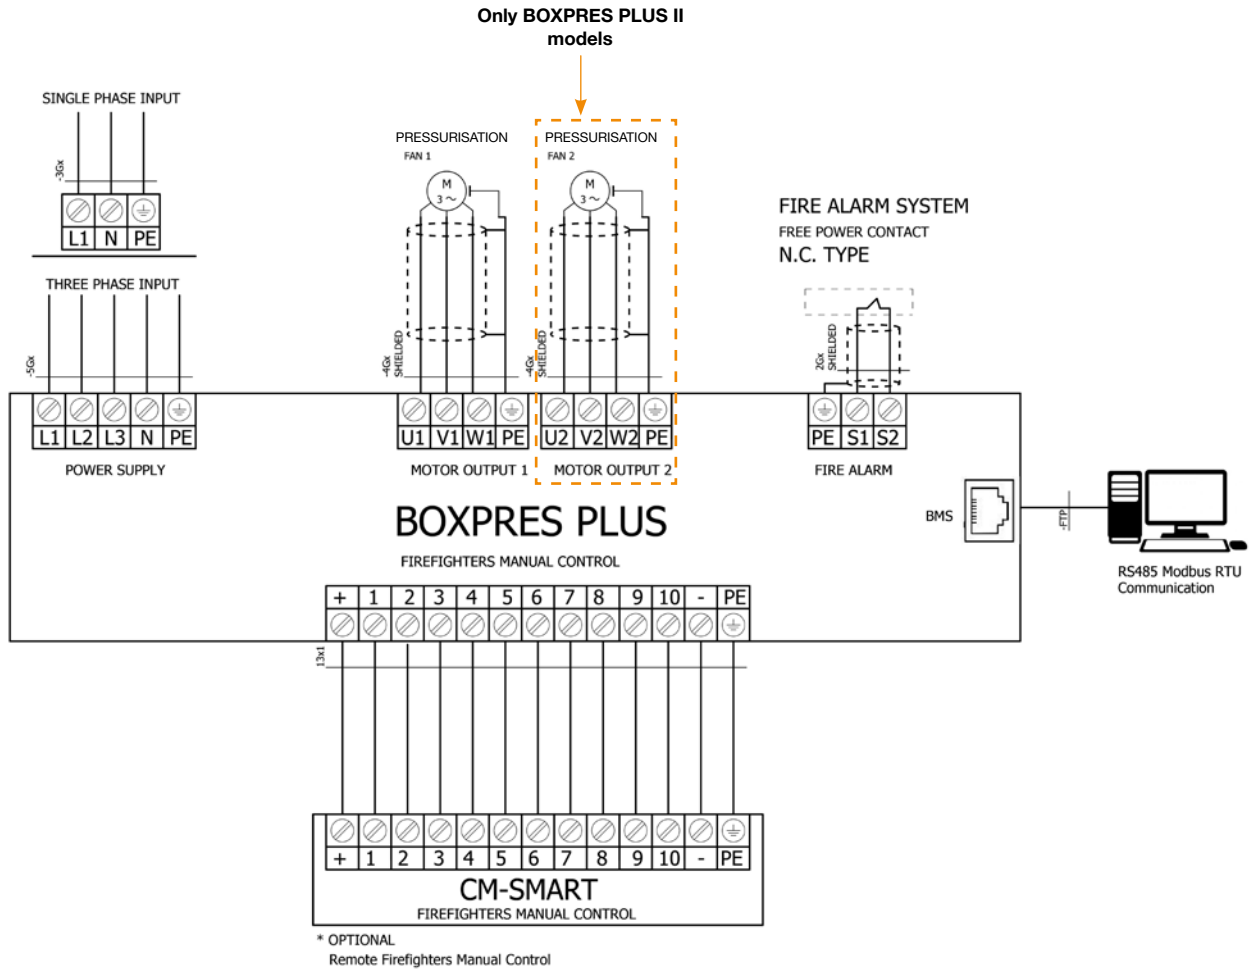 Only BOXPRES PLUS II
models
SINGLE PHASE INPUT
-3Gx
L1 N PE
THREE PHASE INPUT
-5Gx
L1 L2 L3 N PE
POWER SUPPLY
PRESSURISATION
FAN 1
M
3~
-4Gx
SHIELDED
U1 V1 W1 PE
MOTOR OUTPUT 1
PRESSURISATION
FAN 2
M
3~
-4Gx
SHIELDED
U2 V2 W2 PE
MOTOR OUTPUT 2
FIRE ALARM SYSTEM
FREE POWER CONTACT
N.C. TYPE
2Gx
SHIELDED
PE S1 S2
FIRE ALARM
BOXPRES PLUS
BMS
-FTP
RS485 Modbus RTU
Communication
FIREFIGHTERS MANUAL CONTROL
+ 1 2 3 4 5 6 7 8 9 10 - PE
13x1
+ 1 2 3 4 5 6 7 8 9 10 - PE
CM-SMART
FIREFIGHTERS MANUAL CONTROL
* OPTIONAL
Remote Firefighters Manual Control